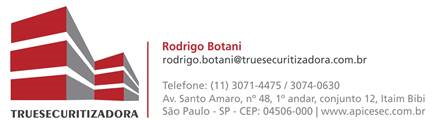 Rodrigo Botani
rodrigo.botani@truesecuritizadora.com.br
Telefone: (11) 3071-4475 / 3074-0630
Av. Santo Amaro, nº 48, 1º andar, conjunto 12, Itaim Bibi
São Paulo - SP - CEP: 04506-000 | www.apicesec.com.br
TRUESECURITIZADORA